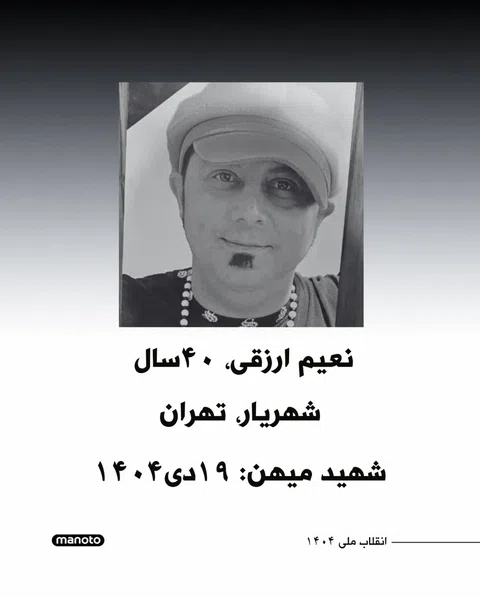 نعیم ارزقی، ۴۰سال
شهریار، تهران
شهید میهن: ۱۹دی۱۴۰۴
انقلاب ملی ۱۴۰۴
manoto